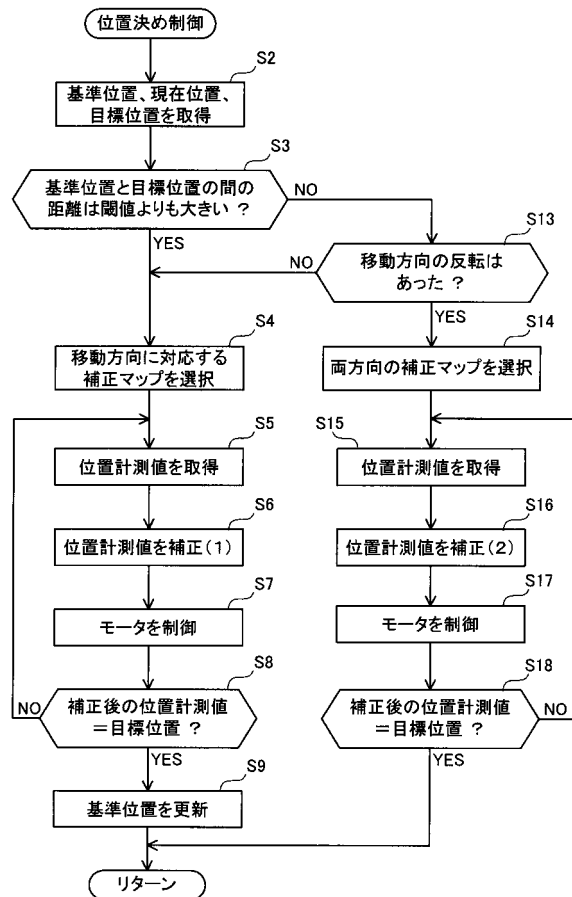 位置決め制御
S2
基準位置、現在位置、
目標位置を取得
S3
基準位置と目標位置の間の
距離は閾値よりも大きい ?
NO
YES
S13
移動方向の反転は
あった ?
NO
YES
S4
移動方向に対応する
補正マップを選択
S14
両方向の補正マップを選択
S5
位置計測値を取得
S15
位置計測値を取得
S6
位置計測値を補正(1)
S16
位置計測値を補正(2)
S7
モータを制御
S17
モータを制御
S8
補正後の位置計測値
=目標位置 ?
NO
YES
S18
補正後の位置計測値
=目標位置 ?
NO
YES
S9
基準位置を更新
リターン